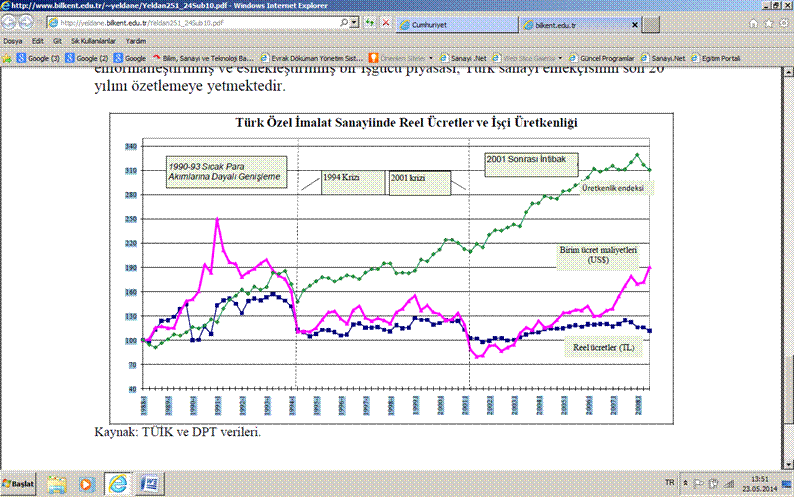 http://www.bilkent.edu.tr/~yeldane/Yeldan251_24Sub10.pdf - Windows Internet Explorer
http://yeldane.bilkent.edu.tr/Yeldan251_24Sub10.pdf
Cumhuriyet
bilkent.edu.tr
Dosya Edit Git Sık Kullanılanlar Yardım
Google (3) Google (2) Google Bilim, Sanayi ve Teknoloji Ba... Evrak Döküman Yönetim Sist... Önerilen Siteler Sanayi .Net Web Slice Galerisi Güncel Programlar Sanayi.Net Egitim Portali
enformelleştirilmiş ve esnekleştirilmiş bir işgücü piyasası, Türk sanayi emekçisinin son 20
yılını özetlemeye yetmektedir.
Türk Özel İmalat Sanayiinde Reel Ücretler ve İşçi Üretkenliği
340
310
280
250
220
190
160
130
100
70
40
1990-93 Sıcak Para
Akımlarına Dayalı Genişleme
1994 Krizi
2001 krizi
2001 Sonrası İntibak
Üretkenlik endeksi
Birim ücret maliyetleri
(US$)
Reel ücretler (TL)
Kaynak: TÜİK ve DPT verileri.
Başlat
TR
13:51
23.05.2014